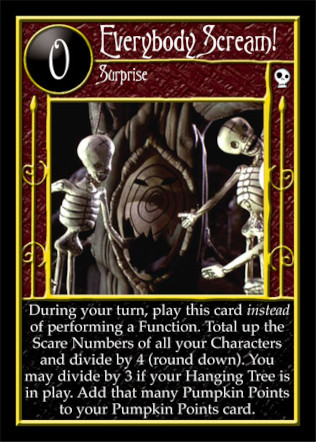 0
Everybody Scream!
Surprise
During your turn, play this card instead
of performing a Function. Total up the
Scare Numbers of all your Characters
and divide by 4 (round down). You
may divide by 3 if your Hanging Tree is
in play. Add that many Pumpkin Points
to your Pumpkin Points card.